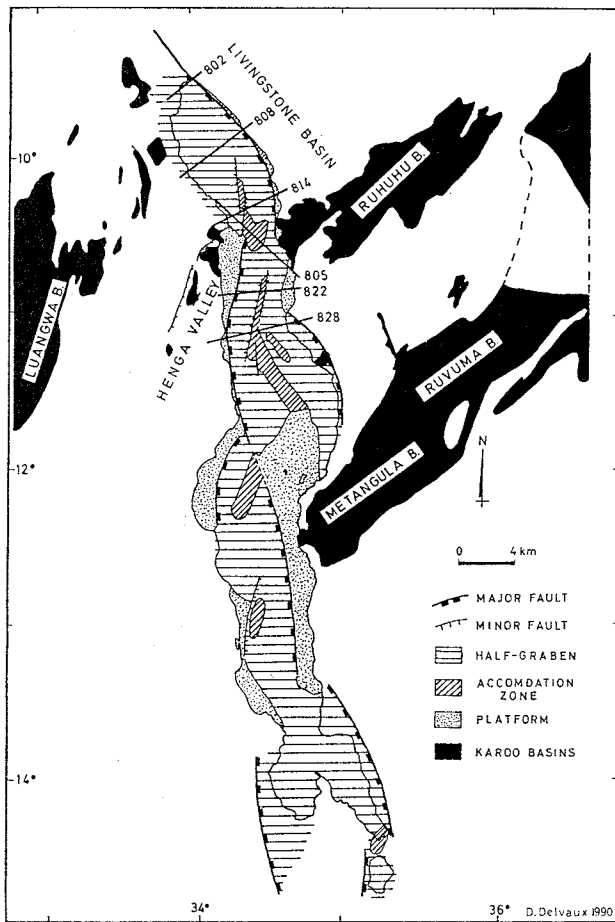 802
LIVINGSTONE BASIN
808
10°
814
RUHUHU B.
805
822
828
HENGA VALLEY
LUANGWA B.
RUVUMA B.
12°
METANGULA B.
N
0 4 km
MAJOR FAULT
MINOR FAULT
HALF-GRABEN
ACCOMDATION
ZONE
PLATFORM
KAROO BASINS
14°
34°
36°
D. Delvaux 1990